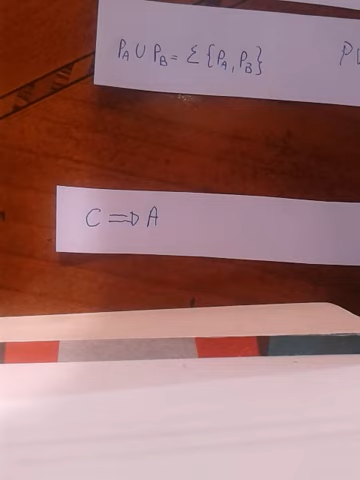 P_A ∪ P_B = Σ {P_A, P_B}
P
C ⇒ A